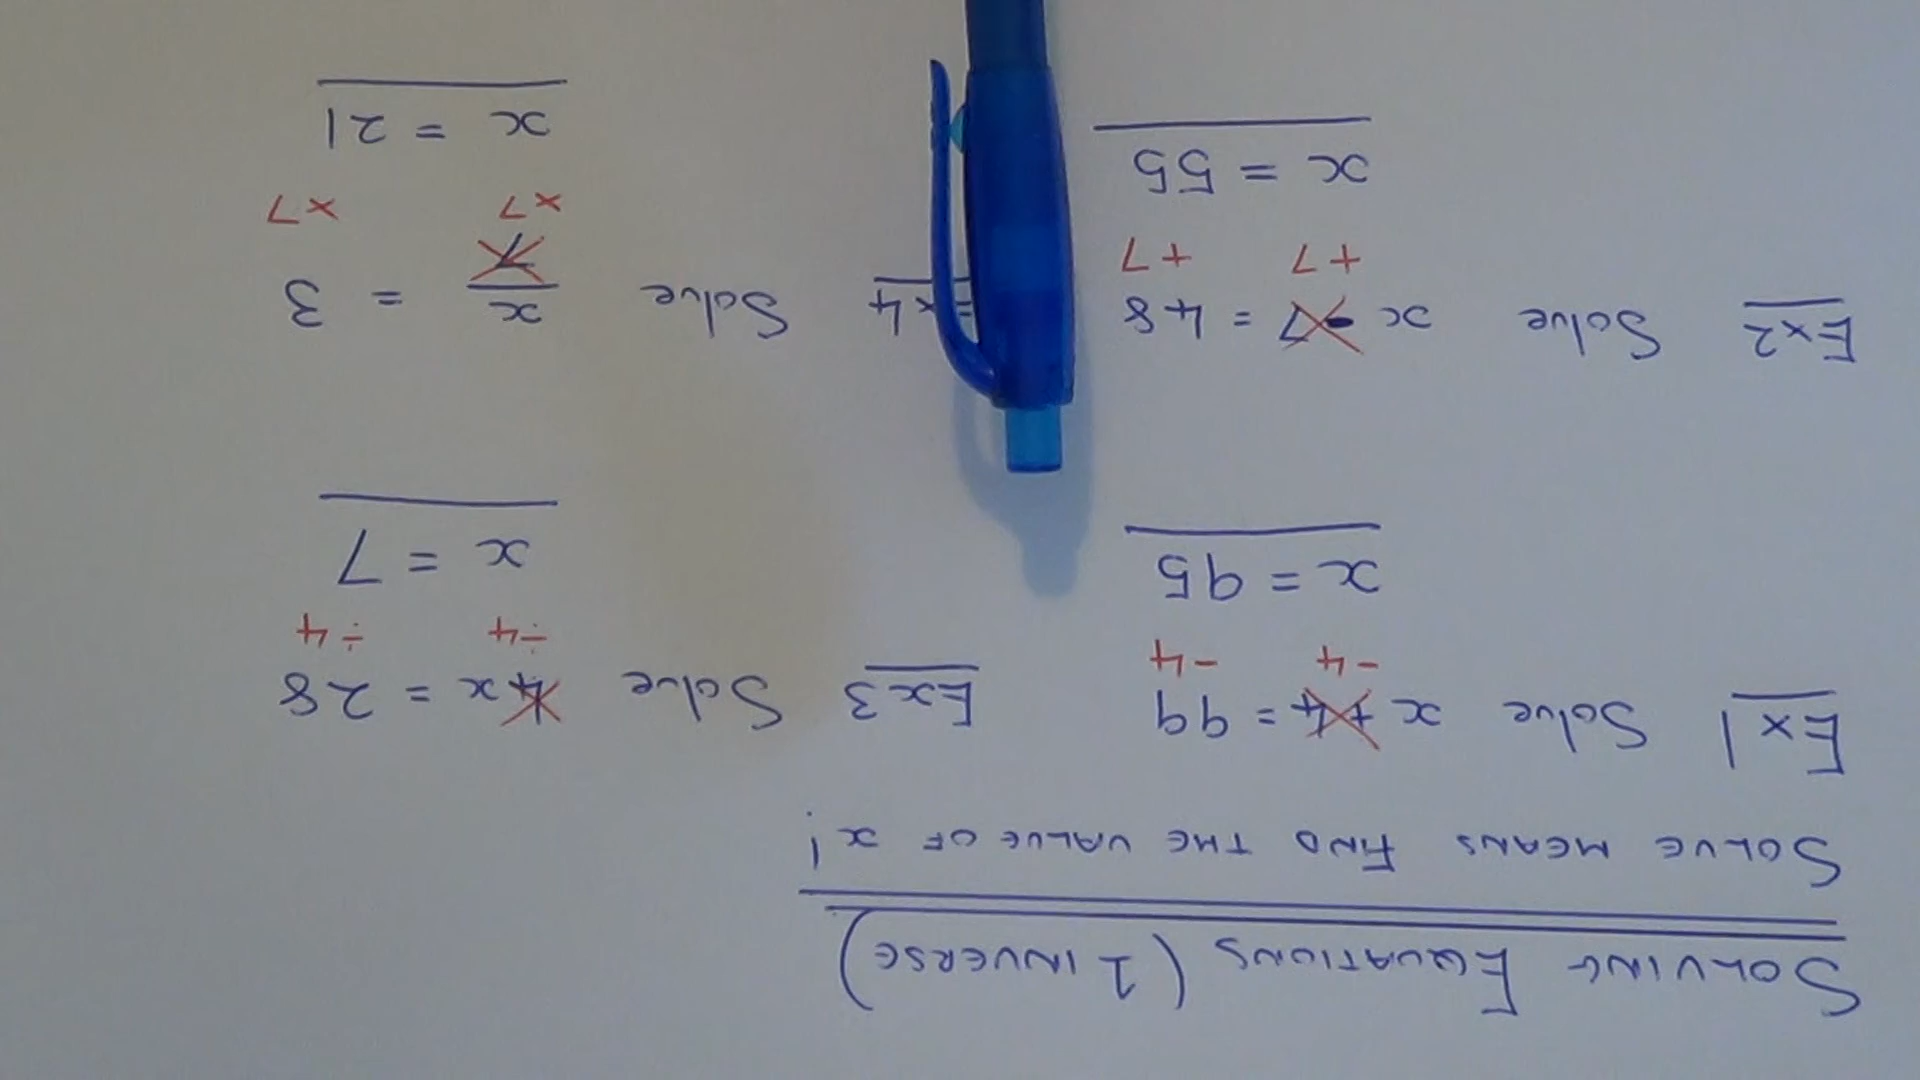 SOLVING EQUATIONS (1 INVERSE)
SOLVE MEANS FIND THE VALUE OF x!
Ex1 Solve x+4 = 99
-4 -4
x = 95
Ex3 Solve 4x = 28
÷4 ÷4
x = 7
Ex2 Solve x-7 = 48
+7 +7
x = 55
Ex4 Solve x/7 = 3
×7 ×7
x = 21